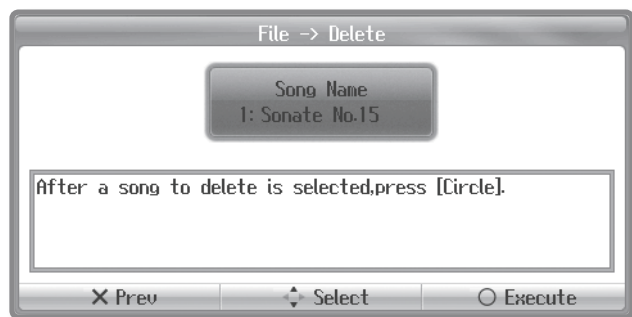 File -> Delete
Song Name
1: Sonate No.15
After a song to delete is selected,press [Circle].
✕ Prev
Select
○ Execute